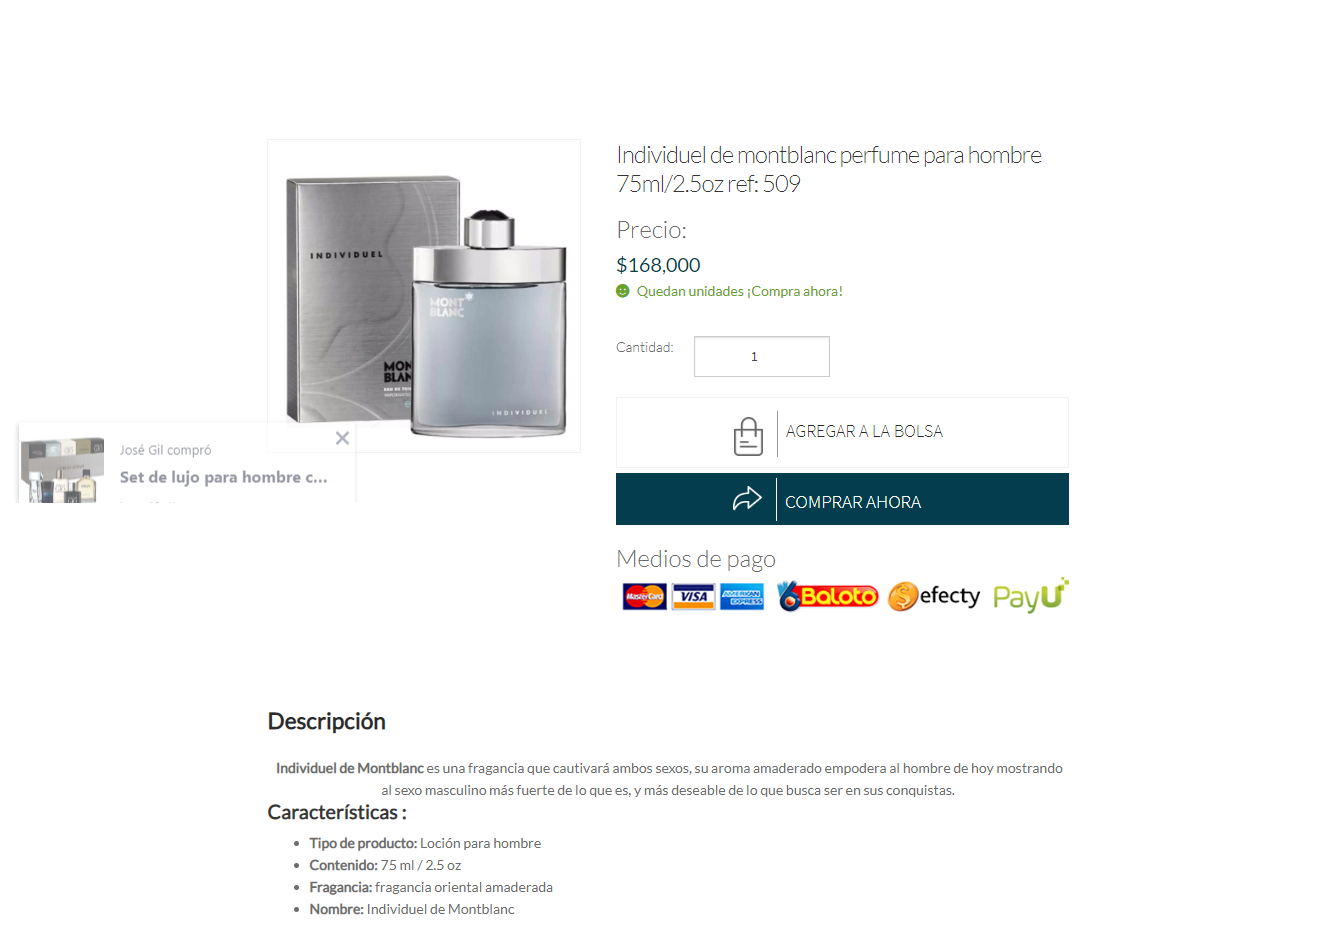 Individuel de montblanc perfume para hombre
75ml/2.5oz ref: 509
Precio:
$168,000
Quedan unidades ¡Compra ahora!
Cantidad:
1
AGREGAR A LA BOLSA
COMPRAR AHORA
Medios de pago
MasterCard
VISA
AMERICAN
EXPRESS
Baloto
efecty
PayU
INDIVIDUEL
MONT
BLANC
MONT
BLANC
INDIVIDUEL
José Gil compró
Set de lujo para hombre c...
Descripción
Individuel de Montblanc es una fragancia que cautivará ambos sexos, su aroma amaderado empodera al hombre de hoy mostrando
al sexo masculino más fuerte de lo que es, y más deseable de lo que busca ser en sus conquistas.
Características :
Tipo de producto: Loción para hombre
Contenido: 75 ml / 2.5 oz
Fragancia: fragancia oriental amaderada
Nombre: Individuel de Montblanc